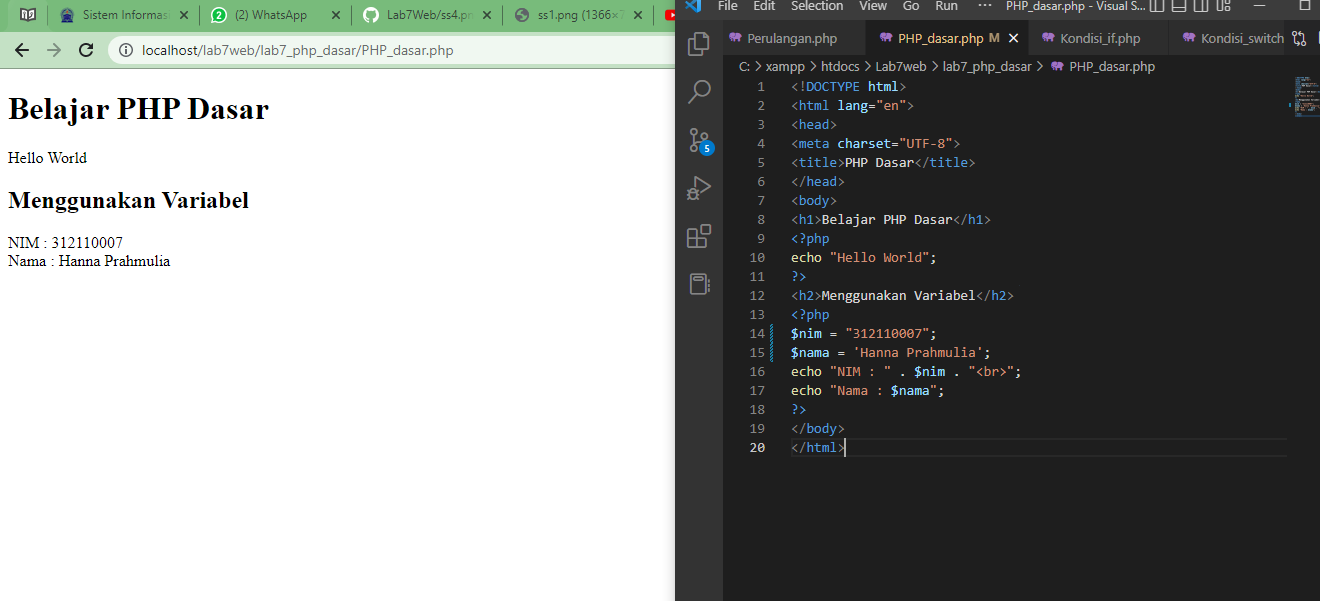 Sistem Informas
(2) WhatsApp
Lab7Web/ss4.pn
ss1.png (1366×7
localhost/lab7web/lab7_php_dasar/PHP_dasar.php
Belajar PHP Dasar
Hello World
Menggunakan Variabel
NIM : 312110007
Nama : Hanna Prahmulia
File Edit Selection View Go Run ··· PHP_dasar.php - Visual S...
Perulangan.php
PHP_dasar.php M
Kondisi_if.php
Kondisi_switch
C: > xampp > htdocs > Lab7web > lab7_php_dasar > PHP_dasar.php
5
1 <!DOCTYPE html>
2 <html lang="en">
3 <head>
4 <meta charset="UTF-8">
5 <title>PHP Dasar</title>
6 </head>
7 <body>
8 <h1>Belajar PHP Dasar</h1>
9 <?php
10 echo "Hello World";
11 ?>
12 <h2>Menggunakan Variabel</h2>
13 <?php
14 $nim = "312110007";
15 $nama = 'Hanna Prahmulia';
16 echo "NIM : " . $nim . "<br>";
17 echo "Nama : $nama";
18 ?>
19 </body>
20 </html>